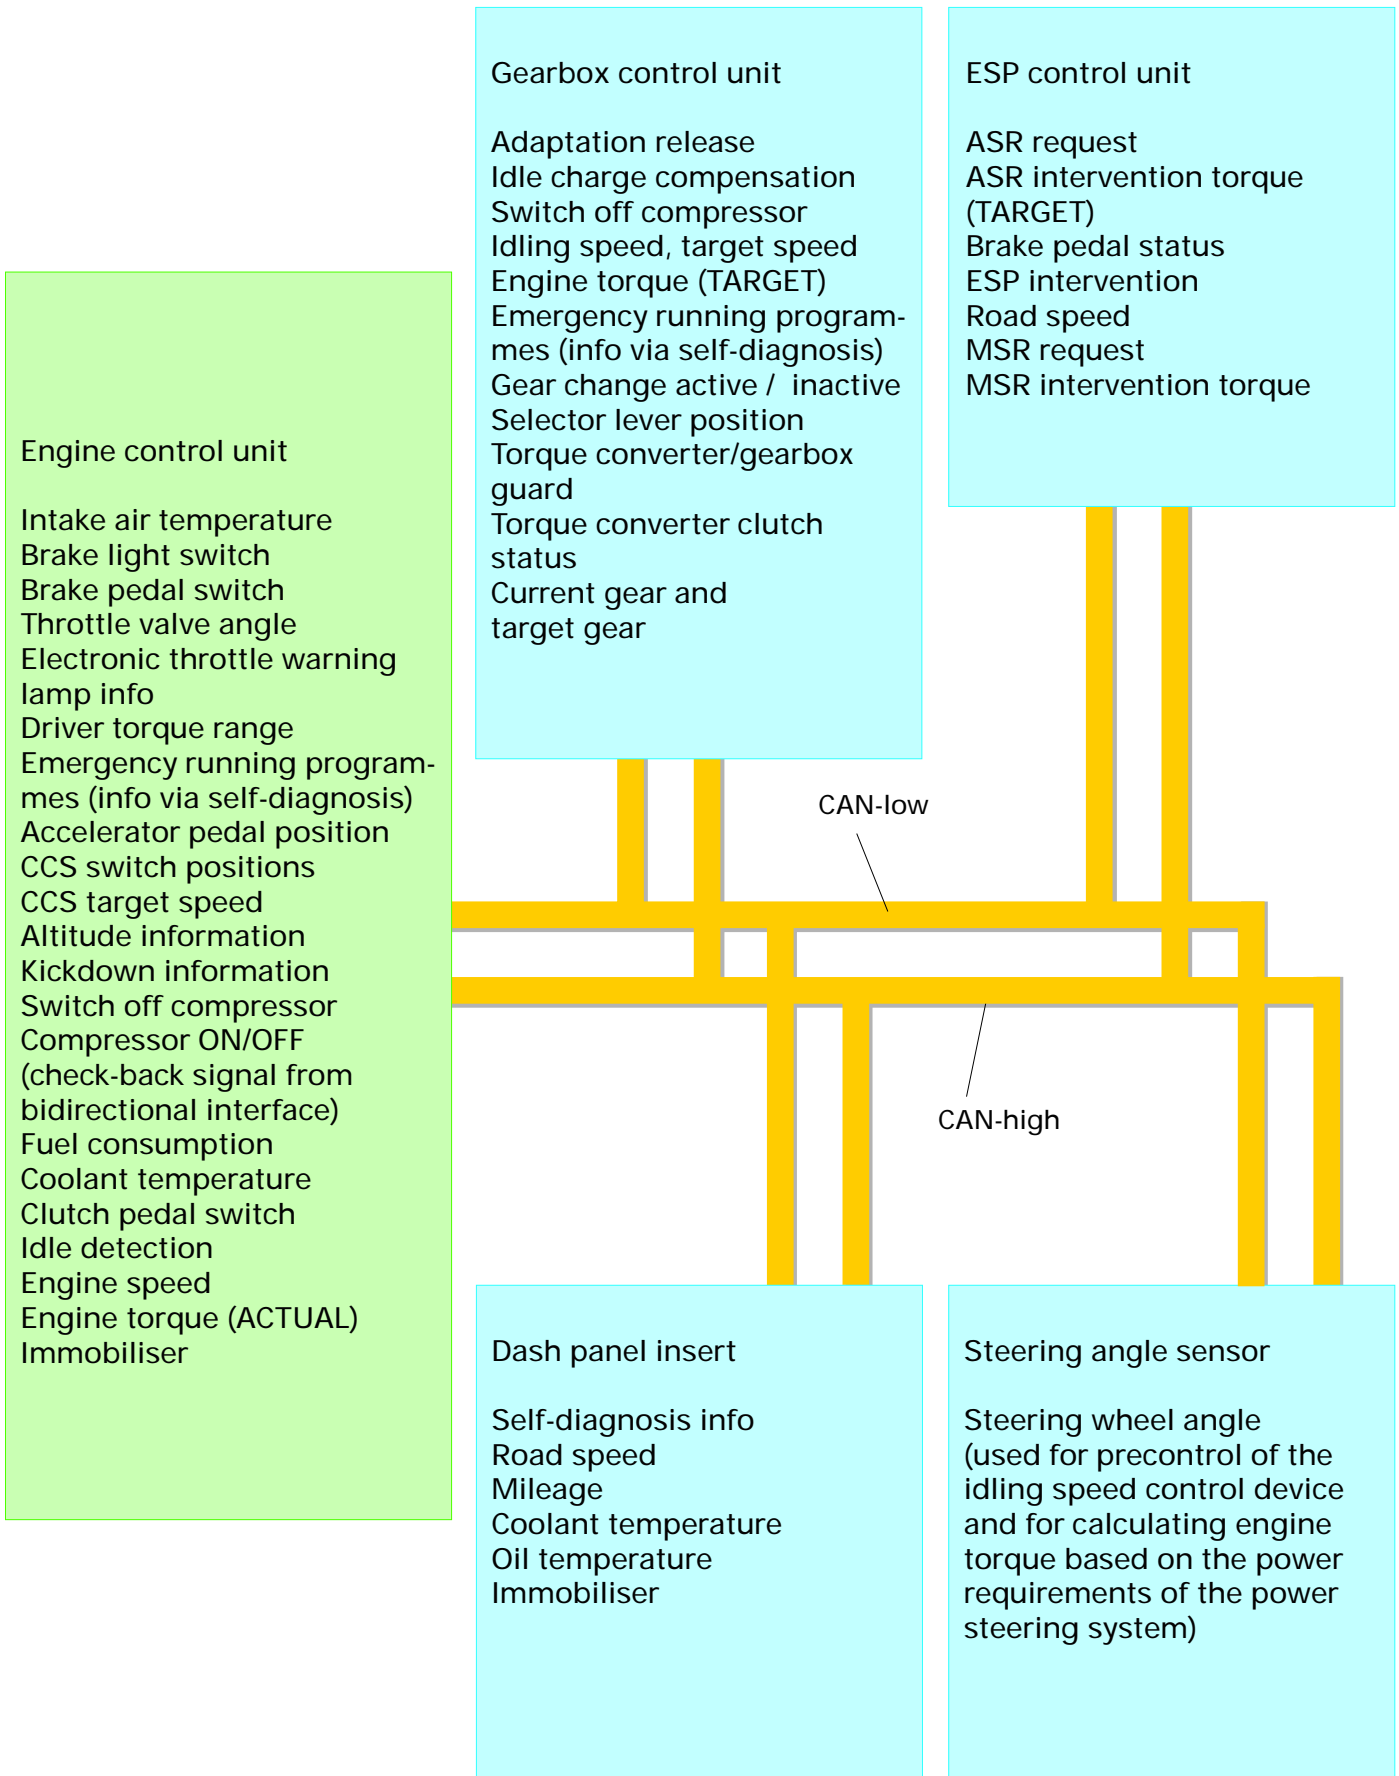 Gearbox control unit
Adaptation release
Idle charge compensation
Switch off compressor
Idling speed, target speed
Engine torque (TARGET)
Emergency running program-
mes (info via self-diagnosis)
Gear change active / inactive
Selector lever position
Torque converter/gearbox
guard
Torque converter clutch
status
Current gear and
target gear
ESP control unit
ASR request
ASR intervention torque
(TARGET)
Brake pedal status
ESP intervention
Road speed
MSR request
MSR intervention torque
Engine control unit
Intake air temperature
Brake light switch
Brake pedal switch
Throttle valve angle
Electronic throttle warning
lamp info
Driver torque range
Emergency running program-
mes (info via self-diagnosis)
Accelerator pedal position
CCS switch positions
CCS target speed
Altitude information
Kickdown information
Switch off compressor
Compressor ON/OFF
(check-back signal from
bidirectional interface)
Fuel consumption
Coolant temperature
Clutch pedal switch
Idle detection
Engine speed
Engine torque (ACTUAL)
Immobiliser
CAN-low
CAN-high
Dash panel insert
Self-diagnosis info
Road speed
Mileage
Coolant temperature
Oil temperature
Immobiliser
Steering angle sensor
Steering wheel angle
(used for precontrol of the
idling speed control device
and for calculating engine
torque based on the power
requirements of the power
steering system)